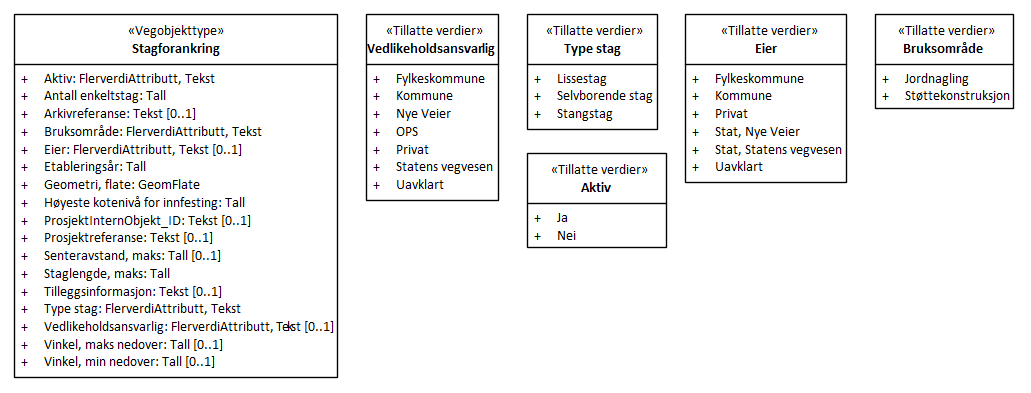 «Vegobjekttype»
Stagforankring
+ Aktiv: FlerverdiAttributt, Tekst
+ Antall enkeltstag: Tall
+ Arkivreferanse: Tekst [0..1]
+ Bruksområde: FlerverdiAttributt, Tekst
+ Eier: FlerverdiAttributt, Tekst [0..1]
+ Etableringsår: Tall
+ Geometri, flate: GeomFlate
+ Høyeste kotenivå for innfesting: Tall
+ ProsjektInternObjekt_ID: Tekst [0..1]
+ Prosjektreferanse: Tekst [0..1]
+ Senteravstand, maks: Tall [0..1]
+ Staglengde, maks: Tall
+ Tilleggsinformasjon: Tekst [0..1]
+ Type stag: FlerverdiAttributt, Tekst
+ Vedlikeholdsansvarlig: FlerverdiAttributt, Tekst [0..1]
+ Vinkel, maks nedover: Tall [0..1]
+ Vinkel, min nedover: Tall [0..1]
«Tillatte verdier»
Vedlikeholdsansvarlig
+ Fylkeskommune
+ Kommune
+ Nye Veier
+ OPS
+ Privat
+ Statens vegvesen
+ Uavklart
«Tillatte verdier»
Type stag
+ Lissestag
+ Selvborende stag
+ Stangstag
«Tillatte verdier»
Aktiv
+ Ja
+ Nei
«Tillatte verdier»
Eier
+ Fylkeskommune
+ Kommune
+ Privat
+ Stat, Nye Veier
+ Stat, Statens vegvesen
+ Uavklart
«Tillatte verdier»
Bruksområde
+ Jordnagling
+ Støttekonstruksjon